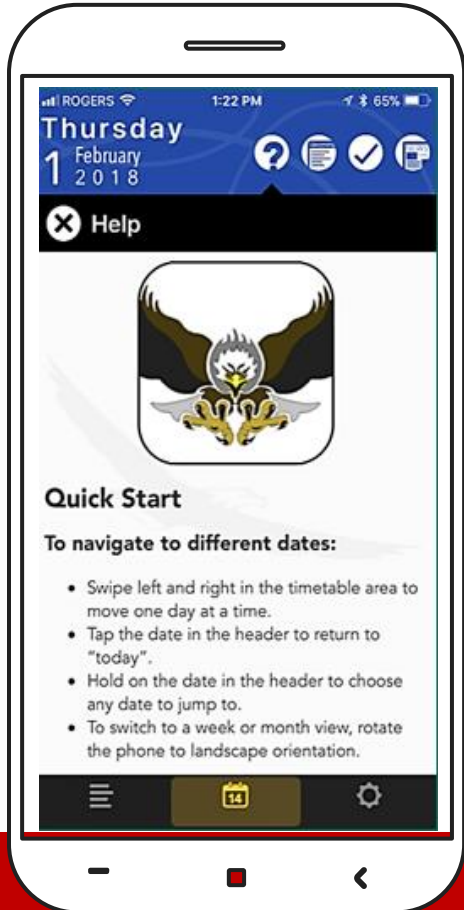 ROGERS 1:22 PM 65%
Thursday
1 February
2018
Help
Quick Start
To navigate to different dates:
• Swipe left and right in the timetable area to
move one day at a time.
• Tap the date in the header to return to
“today”.
• Hold on the date in the header to choose
any date to jump to.
• To switch to a week or month view, rotate
the phone to landscape orientation.
14